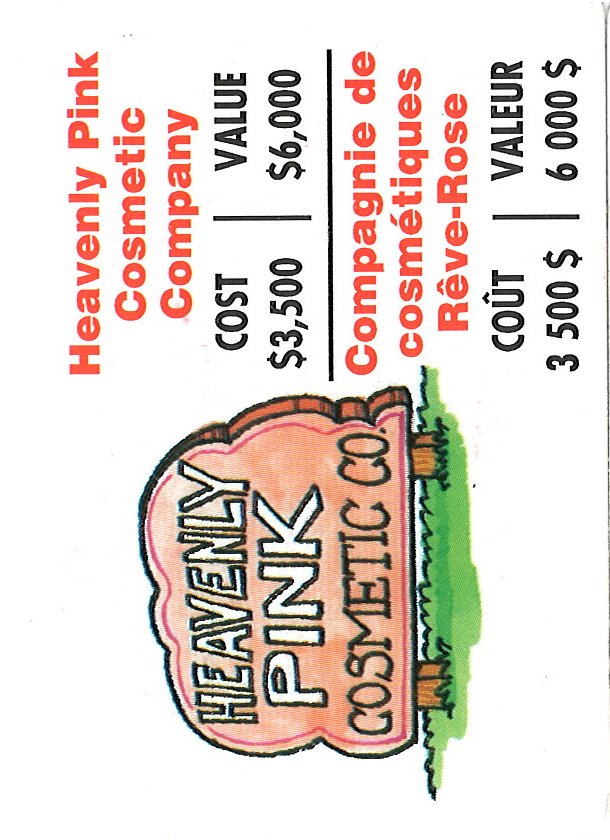 HEAVENLY
PINK
COSMETIC CO.
Heavenly Pink
Cosmetic
Company
COST | VALUE
$3,500 | $6,000
Compagnie de
cosmétiques
Rêve-Rose
COÛT | VALEUR
3 500 $ | 6 000 $